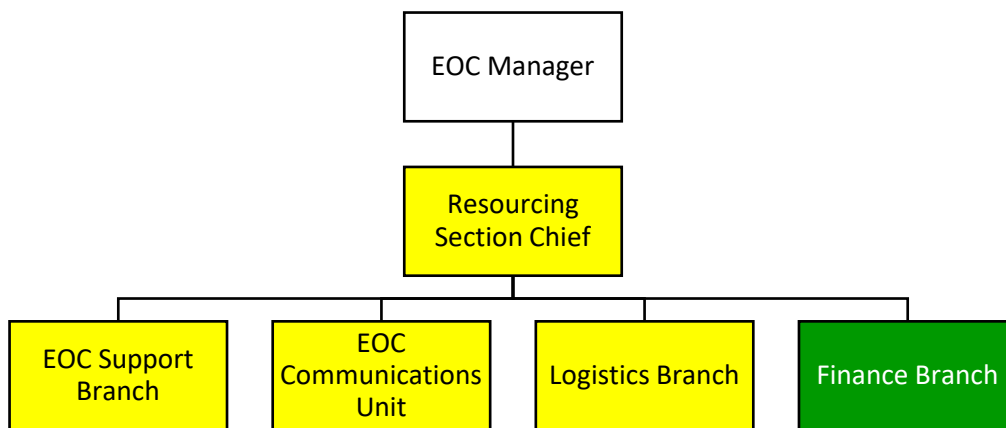 EOC Manager
Resourcing
Section Chief
EOC Support
Branch
EOC
Communications
Unit
Logistics Branch
Finance Branch